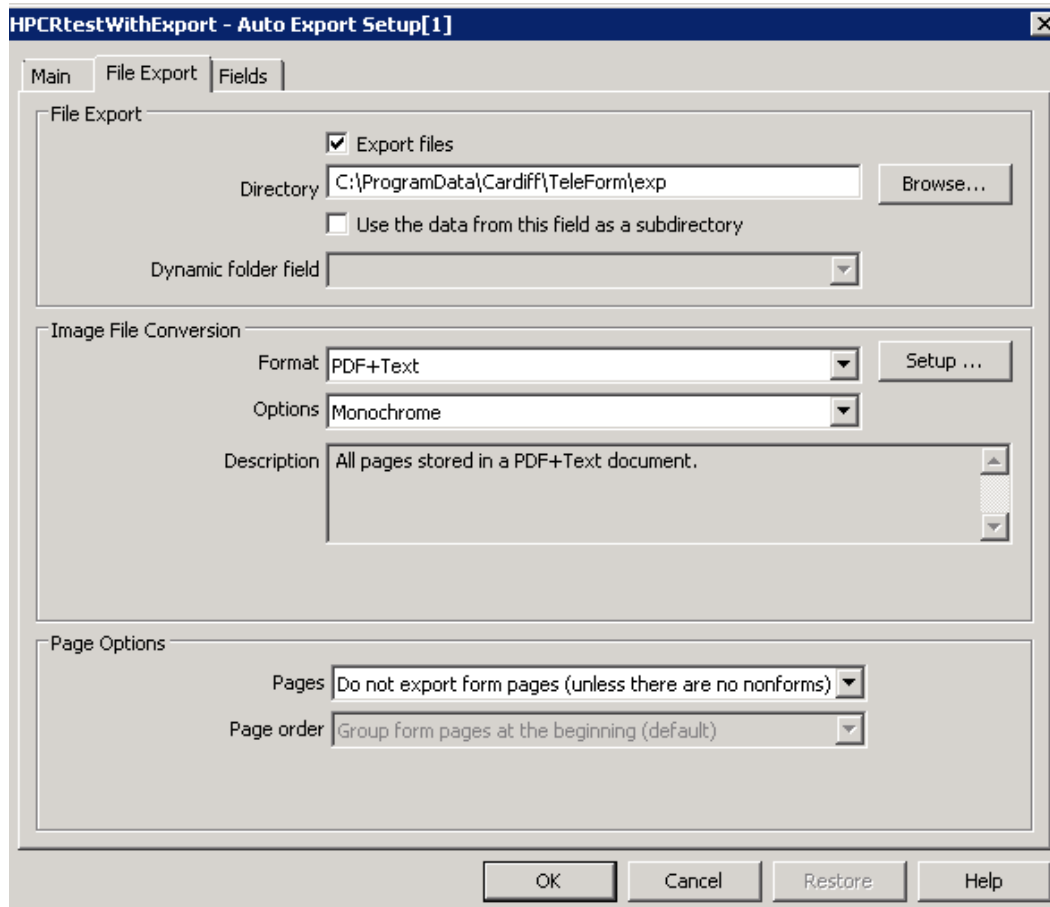 HPCRtestWithExport - Auto Export Setup[1]
Main File Export Fields
File Export
Export files
Directory C:\ProgramData\Cardiff\TeleForm\exp Browse...
Use the data from this field as a subdirectory
Dynamic folder field
Image File Conversion
Format PDF+Text Setup ...
Options Monochrome
Description All pages stored in a PDF+Text document.
Page Options
Pages Do not export form pages (unless there are no nonforms)
Page order Group form pages at the beginning (default)
OK Cancel Restore Help